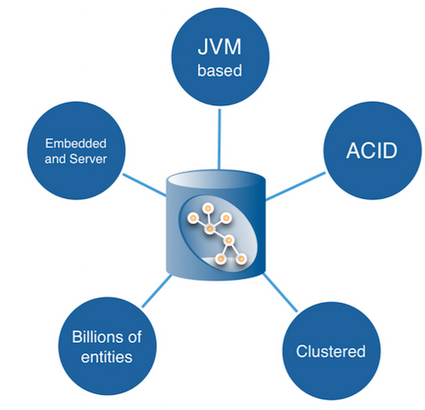 JVM
based
Embedded
and Server
ACID
Billions of
entities
Clustered